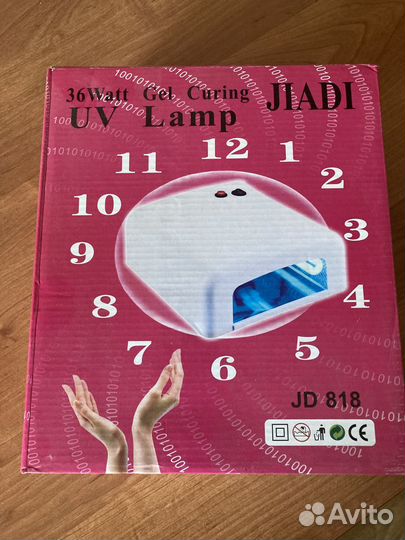 36Watt Gel Curing JIADI
UV Lamp
11 12 1
10 2
9 3
8 4
7 6 5
JD 818
CE
Avito